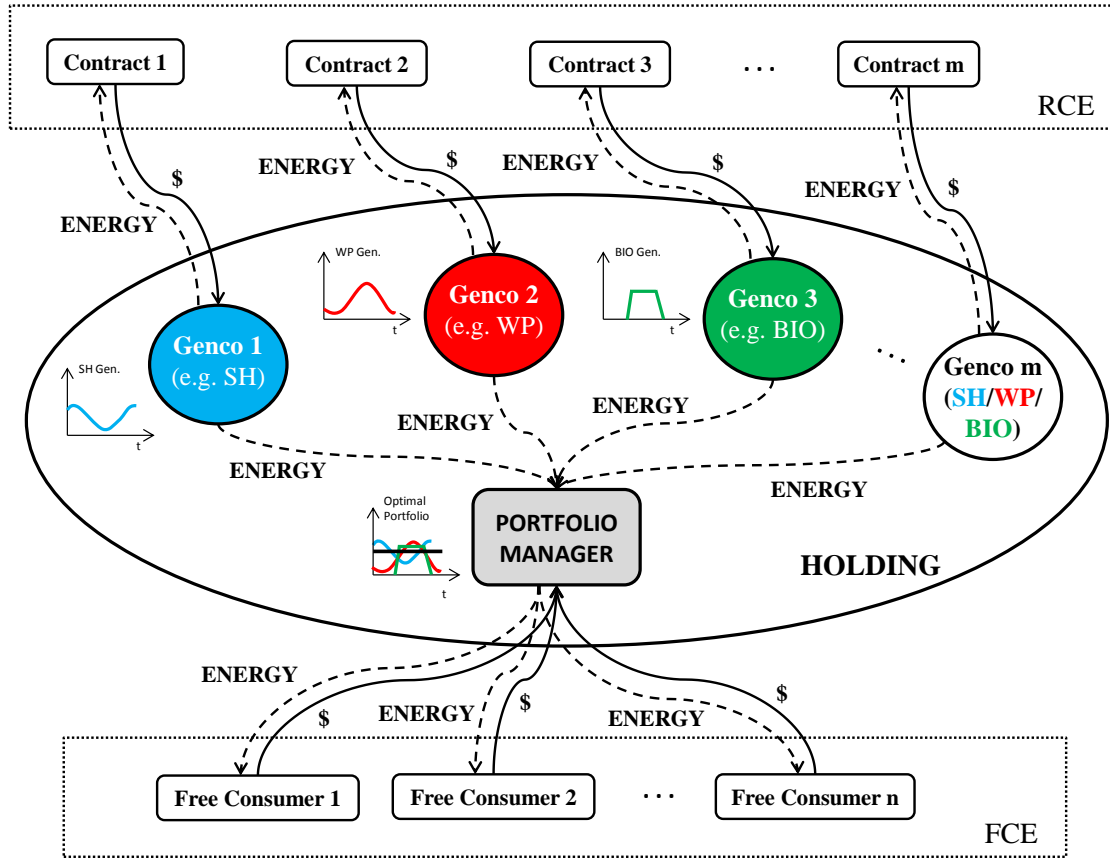 Contract 1
Contract 2
Contract 3
. . .
Contract m
RCE
ENERGY
$
ENERGY
$
ENERGY
$
ENERGY
$
WP Gen.
t
BIO Gen.
t
Genco 1
(e.g. SH)
Genco 2
(e.g. WP)
Genco 3
(e.g. BIO)
. . .
Genco m
(SH/WP/
BIO)
SH Gen.
t
ENERGY
ENERGY
ENERGY
ENERGY
Optimal
Portfolio
t
PORTFOLIO
MANAGER
HOLDING
ENERGY
$
ENERGY
$
ENERGY
$
Free Consumer 1
Free Consumer 2
. . .
Free Consumer n
FCE